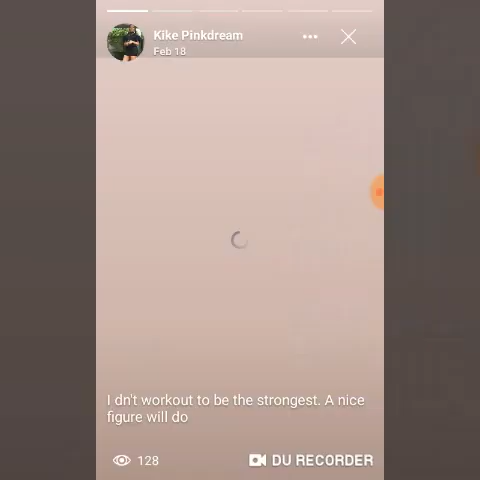 Kike Pinkdream
Feb 18
I dn't workout to be the strongest. A nice
figure will do
128
DU RECORDER